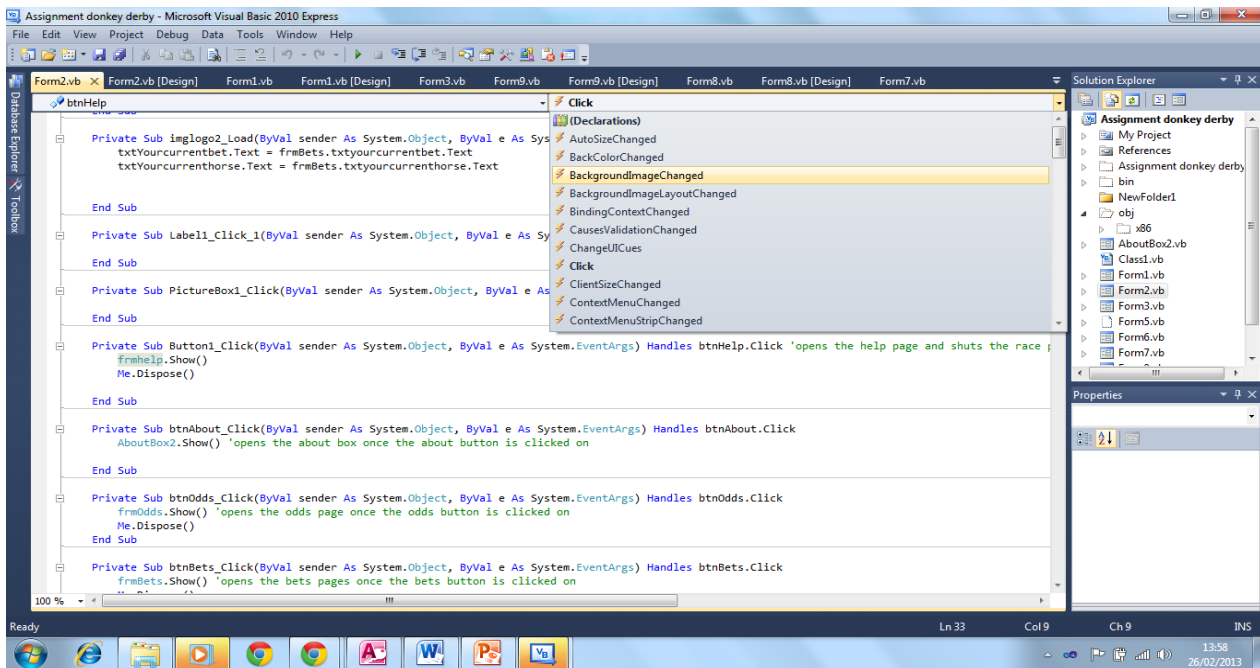 Assignment donkey derby - Microsoft Visual Basic 2010 Express
File Edit View Project Debug Data Tools Window Help
Form2.vb Form2.vb [Design] Form1.vb Form1.vb [Design] Form3.vb Form9.vb Form9.vb [Design] Form8.vb Form8.vb [Design] Form7.vb
Database Explorer
Toolbox
btnHelp
Click
(Declarations)
AutoSizeChanged
BackColorChanged
BackgroundImageChanged
BackgroundImageLayoutChanged
BindingContextChanged
CausesValidationChanged
ChangeUICues
Click
ClientSizeChanged
ContextMenuChanged
ContextMenuStripChanged
Private Sub imglogo2_Load(ByVal sender As System.Object, ByVal e As Sys
txtYourcurrentbet.Text = frmBets.txtyourcurrentbet.Text
txtYourcurrenthorse.Text = frmBets.txtyourcurrenthorse.Text
End Sub
Private Sub Label1_Click_1(ByVal sender As System.Object, ByVal e As Sy
End Sub
Private Sub PictureBox1_Click(ByVal sender As System.Object, ByVal e As
End Sub
Private Sub Button1_Click(ByVal sender As System.Object, ByVal e As System.EventArgs) Handles btnHelp.Click 'opens the help page and shuts the race p
frmhelp.Show()
Me.Dispose()
End Sub
Private Sub btnAbout_Click(ByVal sender As System.Object, ByVal e As System.EventArgs) Handles btnAbout.Click
AboutBox2.Show() 'opens the about box once the about button is clicked on
End Sub
Private Sub btnOdds_Click(ByVal sender As System.Object, ByVal e As System.EventArgs) Handles btnOdds.Click
frmOdds.Show() 'opens the odds page once the odds button is clicked on
Me.Dispose()
End Sub
Private Sub btnBets_Click(ByVal sender As System.Object, ByVal e As System.EventArgs) Handles btnBets.Click
frmBets.Show() 'opens the bets pages once the bets button is clicked on
100 %
Solution Explorer
Assignment donkey derby
My Project
References
Assignment donkey derby
bin
NewFolder1
obj
x86
AboutBox2.vb
Class1.vb
Form1.vb
Form2.vb
Form3.vb
Form5.vb
Form6.vb
Form7.vb
Properties
Ready Ln 33 Col 9 Ch 9 INS
13:58
26/02/2013